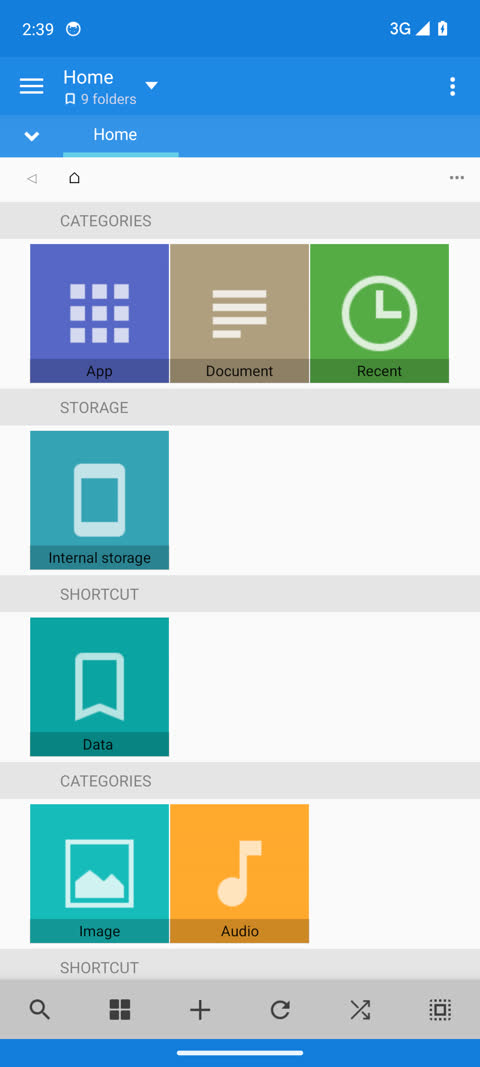 2:39
3G
Home
9 folders
Home
CATEGORIES
App
Document
Recent
STORAGE
Internal storage
SHORTCUT
Data
CATEGORIES
Image
Audio
SHORTCUT